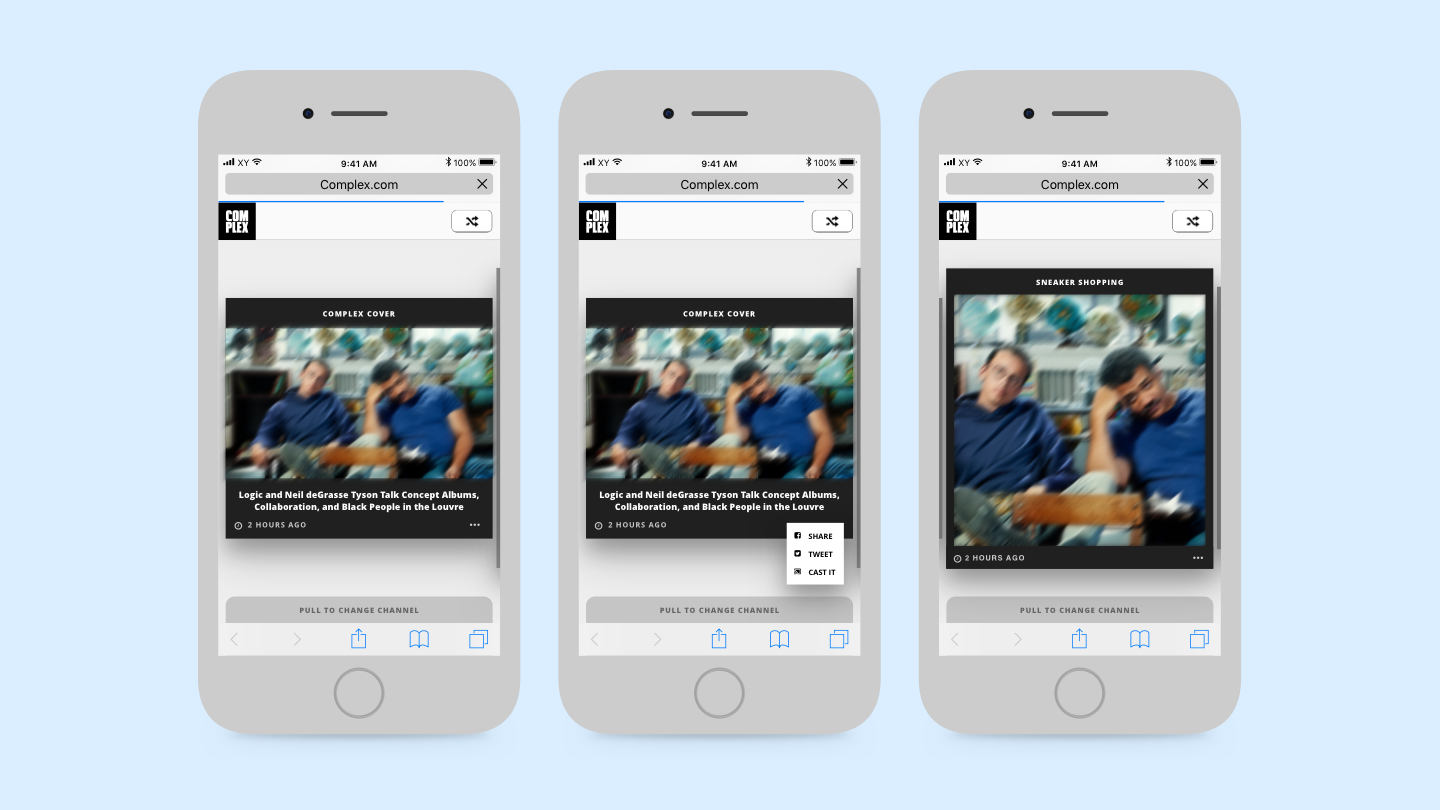 XY 9:41 AM 100%
Complex.com
COM
PLEX
COMPLEX COVER
Logic and Neil deGrasse Tyson Talk Concept Albums,
Collaboration, and Black People in the Louvre
2 HOURS AGO
PULL TO CHANGE CHANNEL
XY 9:41 AM 100%
Complex.com
COM
PLEX
COMPLEX COVER
Logic and Neil deGrasse Tyson Talk Concept Albums,
Collaboration, and Black People in the Louvre
2 HOURS AGO
SHARE
TWEET
CAST IT
PULL TO CHANGE CHANNEL
XY 9:41 AM 100%
Complex.com
COM
PLEX
SNEAKER SHOPPING
2 HOURS AGO
PULL TO CHANGE CHANNEL